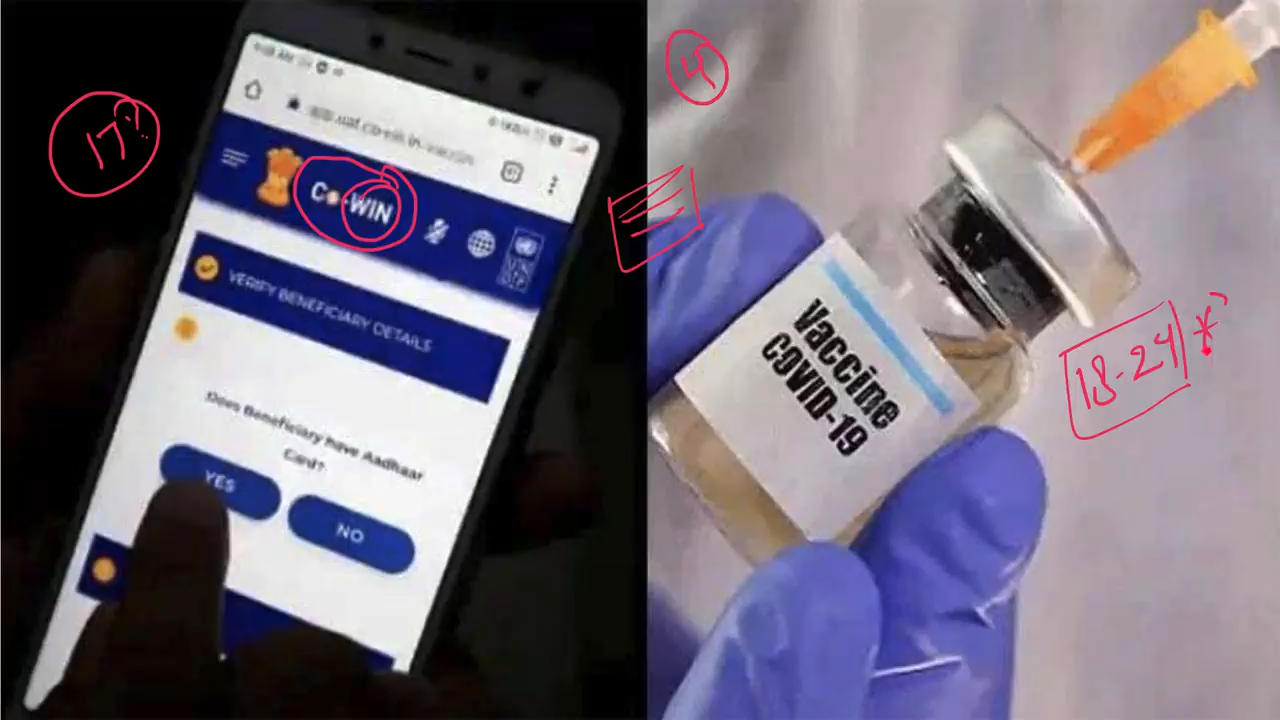 17?
Co-WIN
VERIFY BENEFICIARY DETAILS
Does Beneficiary have Aadhaar
Card?
YES
NO
4
Vaccine
COVID-19
18-24*